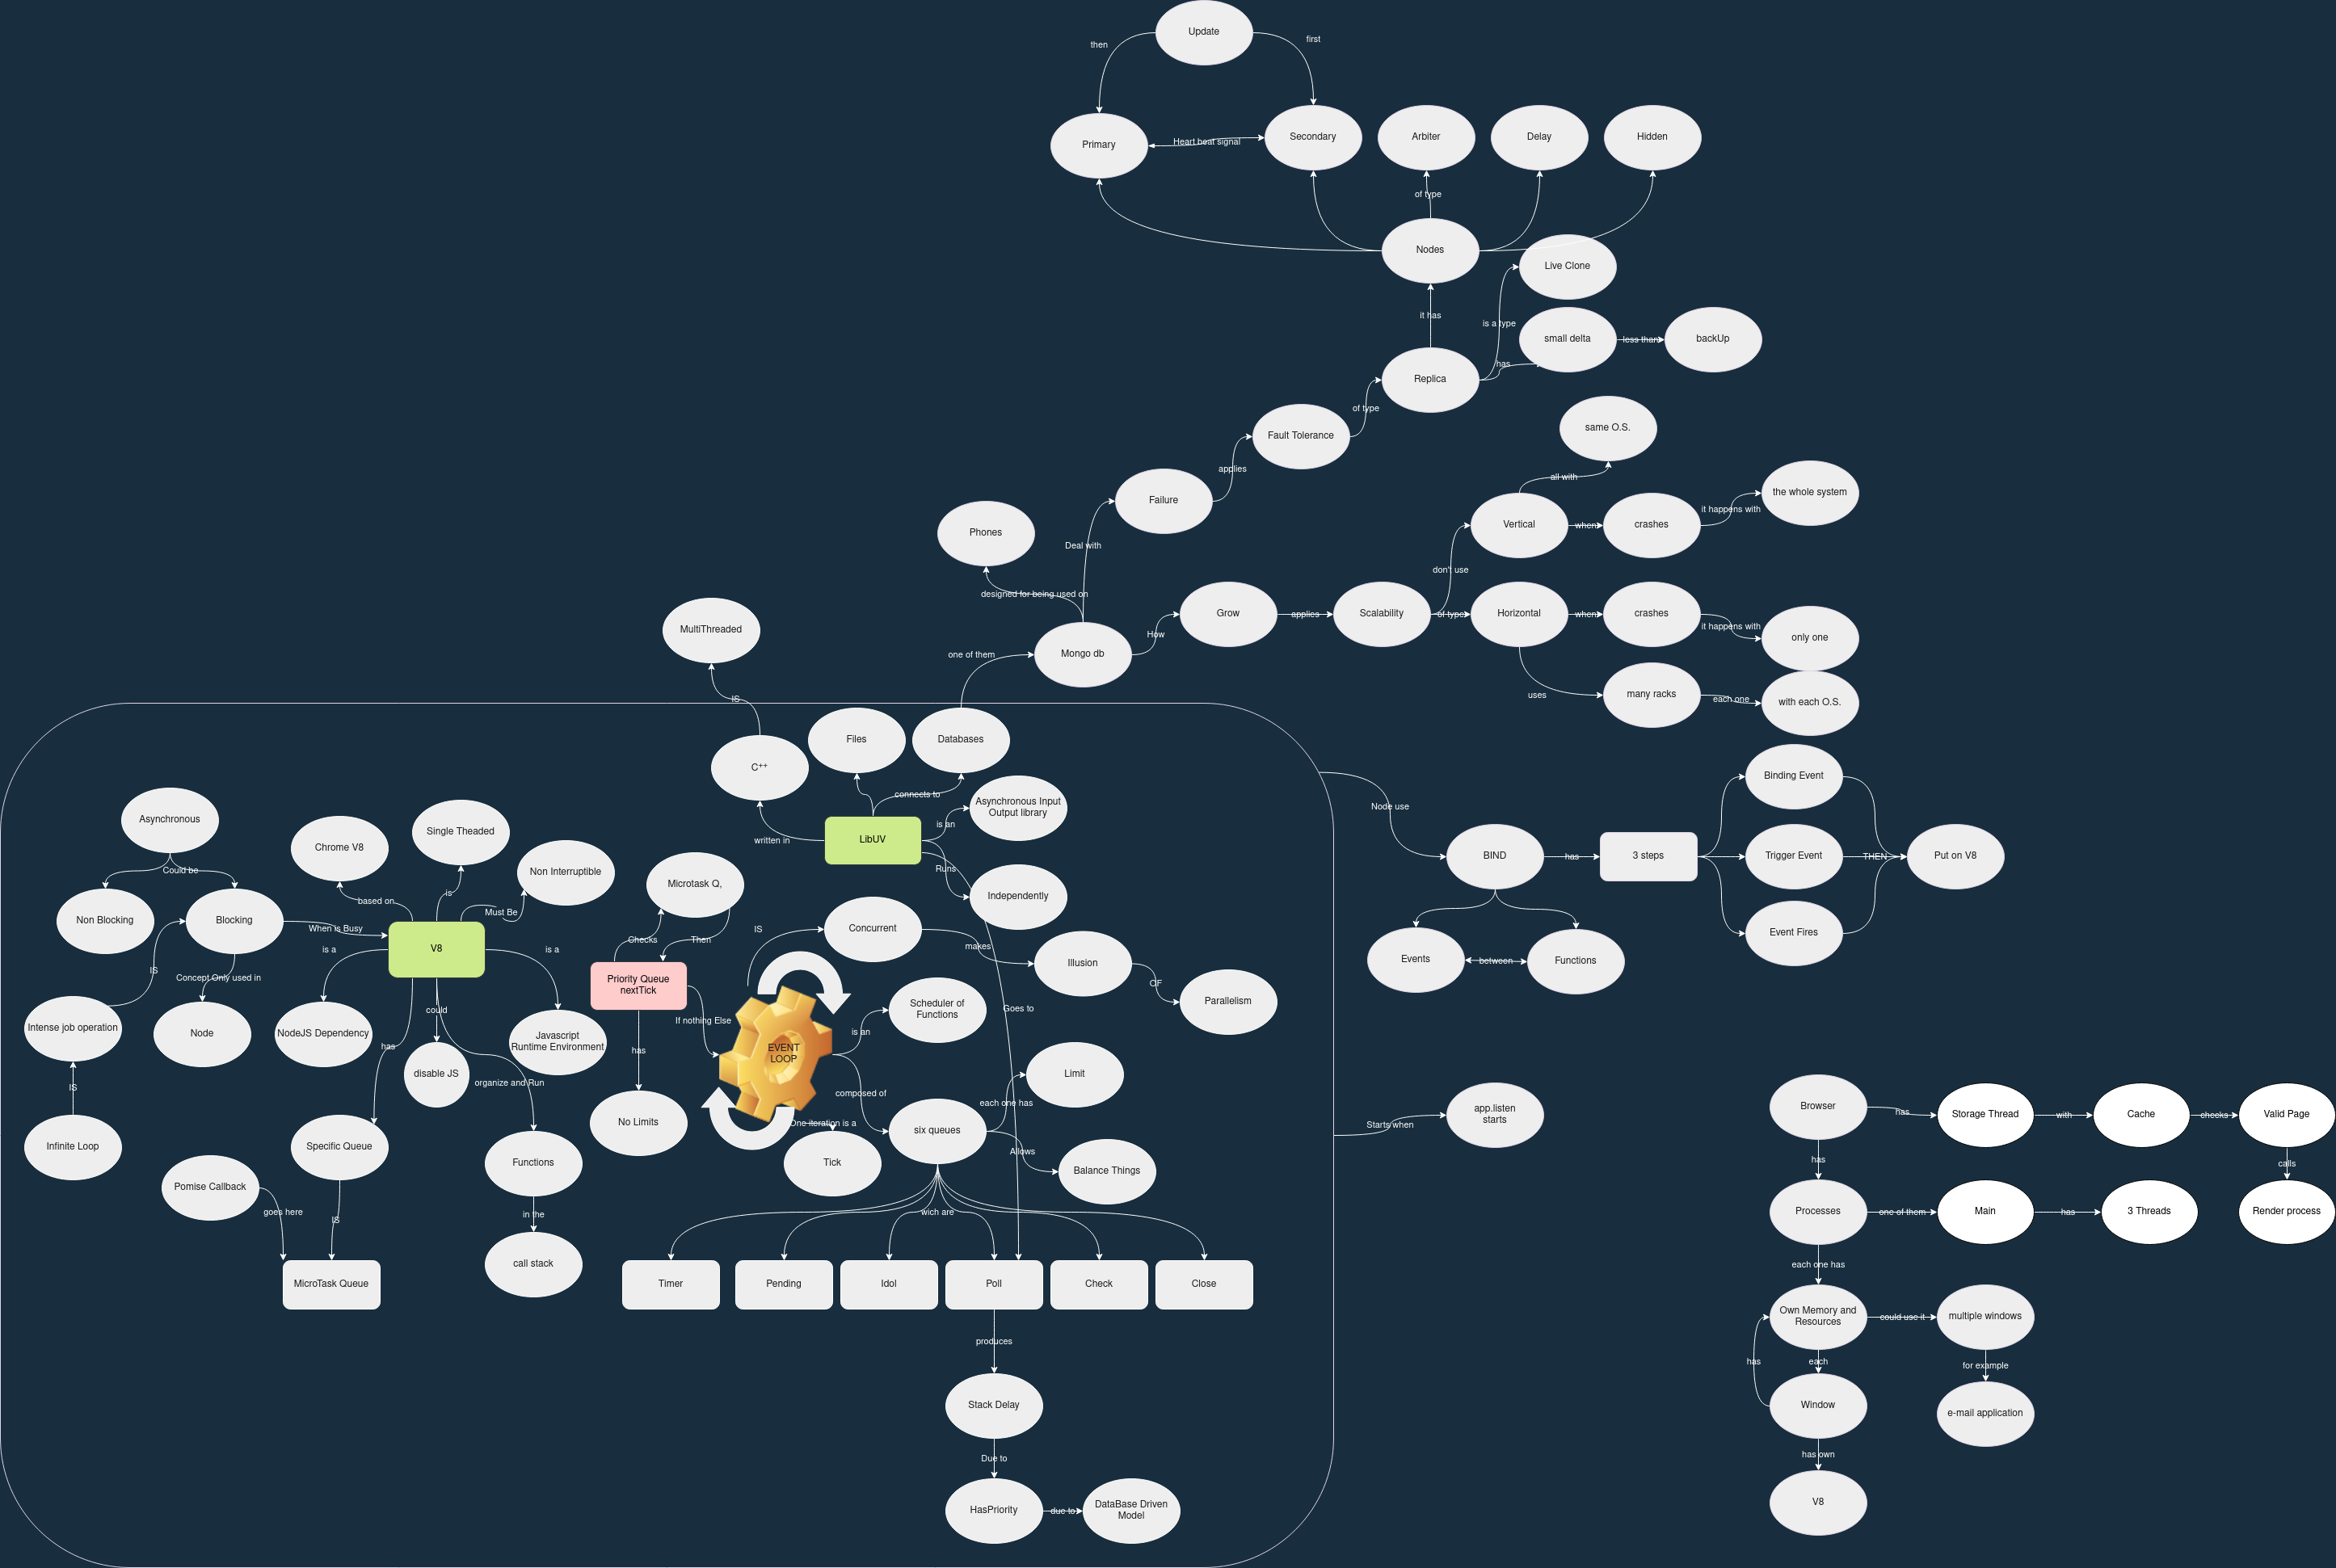 Update
then
first
Primary
Heart beat signal
Secondary
Arbiter
Delay
Hidden
of type
Nodes
Live Clone
it has
is a type
small delta
less than
backUp
has
Replica
of type
Fault Tolerance
same O.S.
applies
all with
Failure
the whole system
Phones
Vertical
when
crashes
it happens with
Deal with
don't use
designed for being used on
Grow
applies
Scalability
of type
Horizontal
when
crashes
it happens with
only one
How
MultiThreaded
one of them
Mongo db
uses
many racks
each one
with each O.S.
IS
Files
Databases
C++
Binding Event
connects to
Asynchronous Input
Output library
Node use
Asynchronous
Single Theaded
is an
written in
LibUV
Chrome V8
BIND
has
3 steps
Trigger Event
THEN
Put on V8
Could be
Non Interruptible
Runs
Microtask Q,
is
Independently
based on
Must Be
Non Blocking
Blocking
When is Busy
Concurrent
IS
Event Fires
V8
is a
is a
Checks
Then
makes
Illusion
Events
between
Functions
IS
Concept Only used in
Priority Queue
nextTick
OF
Parallelism
could
Scheduler of
Functions
Goes to
Intense job operation
Node
NodeJS Dependency
Javascript
Runtime Environment
If nothing Else
is an
has
has
EVENT
LOOP
disable JS
organize and Run
Limit
IS
composed of
each one has
Browser
has
Storage Thread
with
Cache
checks
Valid Page
app.listen
starts
Starts when
No Limits
One iteration is a
six queues
Infinite Loop
Specific Queue
Allows
Functions
Tick
Balance Things
has
calls
Pomise Callback
goes here
IS
in the
wich are
Processes
one of them
Main
has
3 Threads
Render process
call stack
each one has
MicroTask Queue
Timer
Pending
Idol
Poll
Check
Close
Own Memory and
Resources
could use it
multiple windows
produces
has
each
for example
Stack Delay
Window
e-mail application
Due to
has own
HasPriority
due to
DataBase Driven
Model
V8